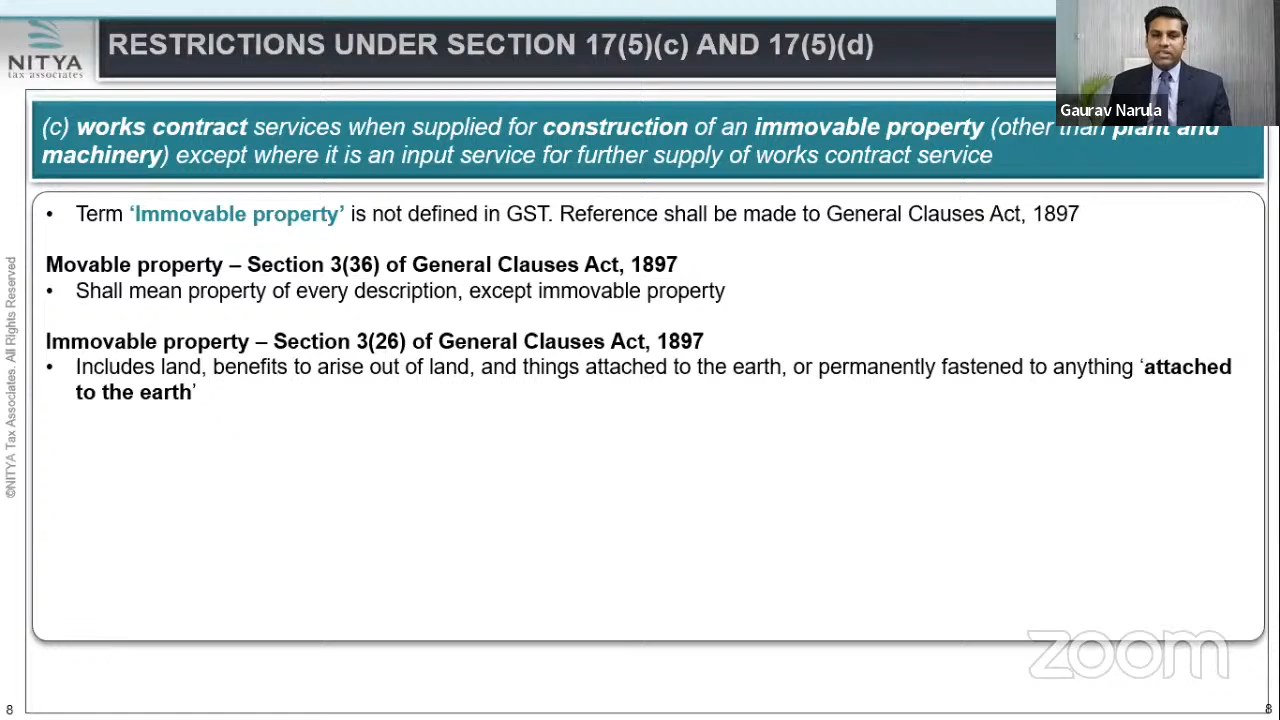 NITYA
tax associates
RESTRICTIONS UNDER SECTION 17(5)(c) AND 17(5)(d)
Gaurav Narula
(c) works contract services when supplied for construction of an immovable property (other than plant and
machinery) except where it is an input service for further supply of works contract service
• Term ‘Immovable property’ is not defined in GST. Reference shall be made to General Clauses Act, 1897
Movable property – Section 3(36) of General Clauses Act, 1897
• Shall mean property of every description, except immovable property
Immovable property – Section 3(26) of General Clauses Act, 1897
• Includes land, benefits to arise out of land, and things attached to the earth, or permanently fastened to anything ‘attached
to the earth’
©NITYA Tax Associates. All Rights Reserved
zoom
8
8